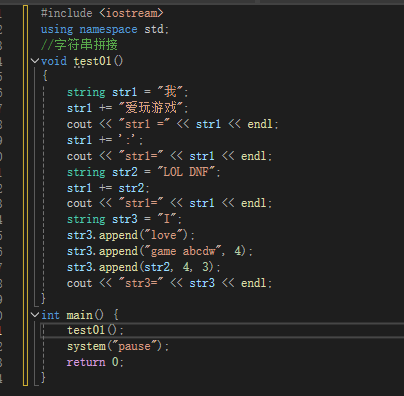 #include <iostream>
using namespace std;
//字符串拼接
void test01()
{
string str1 = "我";
str1 += "爱玩游戏";
cout << "str1 =" << str1 << endl;
str1 += ':';
cout << "str1=" << str1 << endl;
string str2 = "LOL DNF";
str1 += str2;
cout << "str1=" << str1 << endl;
string str3 = "I";
str3.append("love");
str3.append("game abcdw", 4);
str3.append(str2, 4, 3);
cout << "str3=" << str3 << endl;
}
int main() {
test01();
system("pause");
return 0;
}